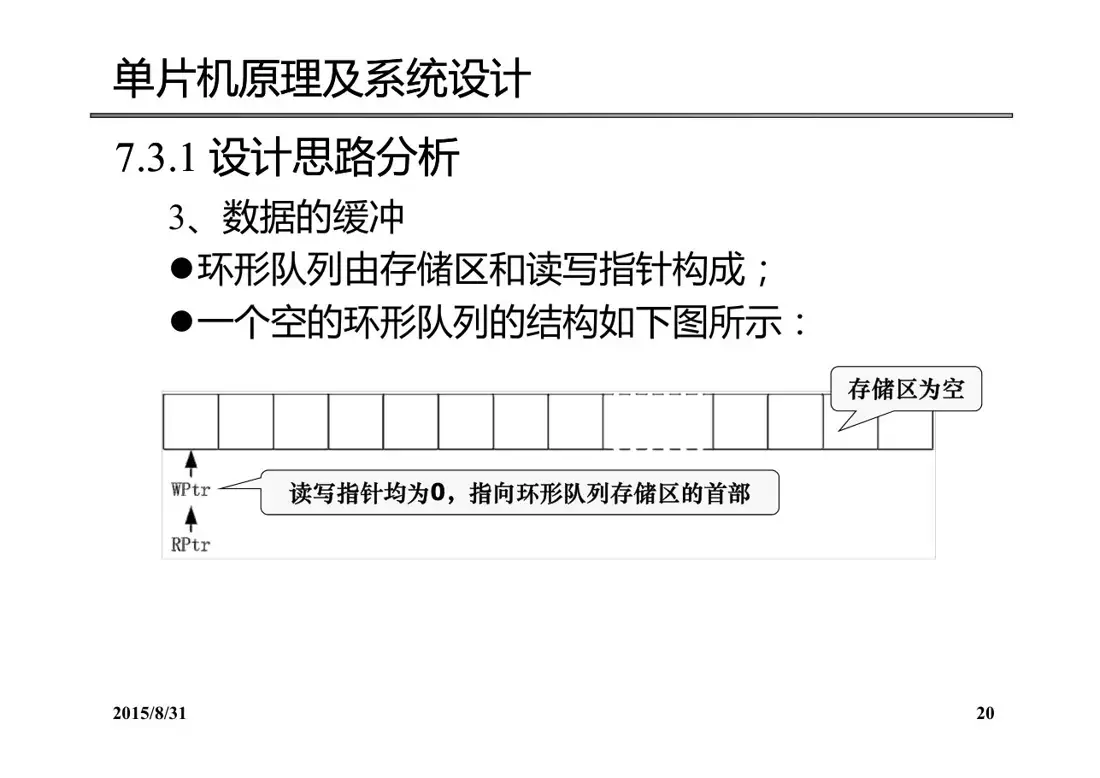 单片机原理及系统设计
7.3.1 设计思路分析
3、数据的缓冲
●环形队列由存储区和读写指针构成；
●一个空的环形队列的结构如下图所示：
存储区为空
WPtr
读写指针均为0，指向环形队列存储区的首部
RPtr
2015/8/31
20